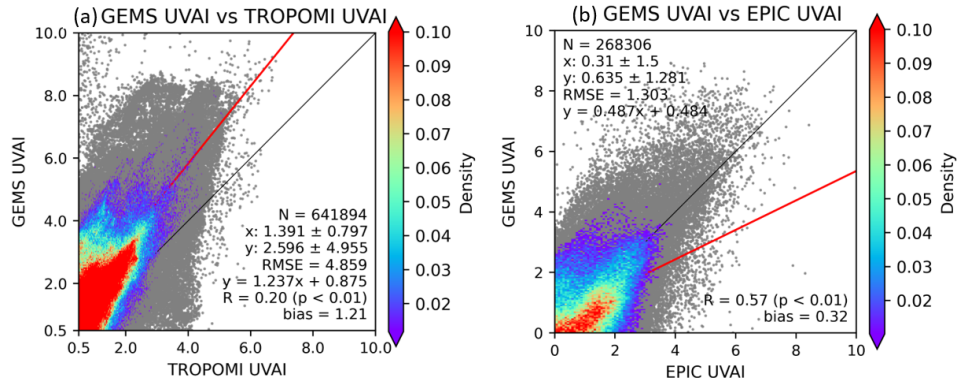 (a) GEMS UVAI vs TROPOMI UVAI
10.0
8.0
6.0
4.0
2.0
0.5
GEMS UVAI
N = 641894
x: 1.391 ± 0.797
y: 2.596 ± 4.955
RMSE = 4.859
y = 1.237x + 0.875
R = 0.20 (p < 0.01)
bias = 1.21
0.5 2.0 4.0 6.0 8.0 10.0
TROPOMI UVAI
0.10
0.09
0.08
0.07
0.06
0.05
0.04
0.03
0.02
Density
(b) GEMS UVAI vs EPIC UVAI
10
8
6
4
2
0
GEMS UVAI
N = 268306
x: 0.31 ± 1.5
y: 0.635 ± 1.281
RMSE = 1.303
y = 0.487x + 0.484
R = 0.57 (p < 0.01)
bias = 0.32
0 2 4 6 8 10
EPIC UVAI
0.10
0.09
0.08
0.07
0.06
0.05
0.04
0.03
0.02
Density